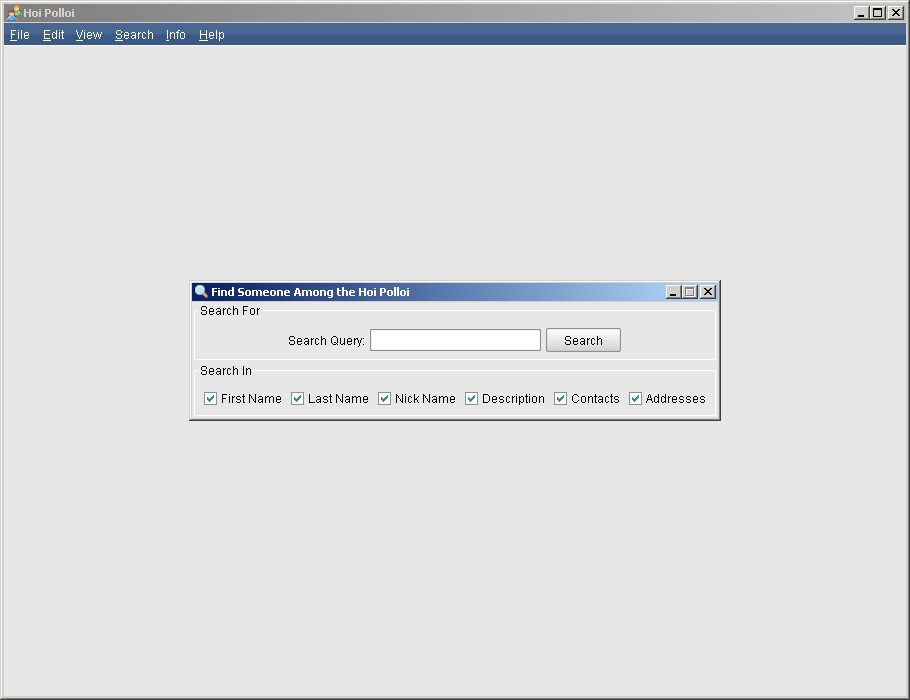 Hoi Polloi
File Edit View Search Info Help
Find Someone Among the Hoi Polloi
Search For
Search Query: Search
Search In
First Name Last Name Nick Name Description Contacts Addresses